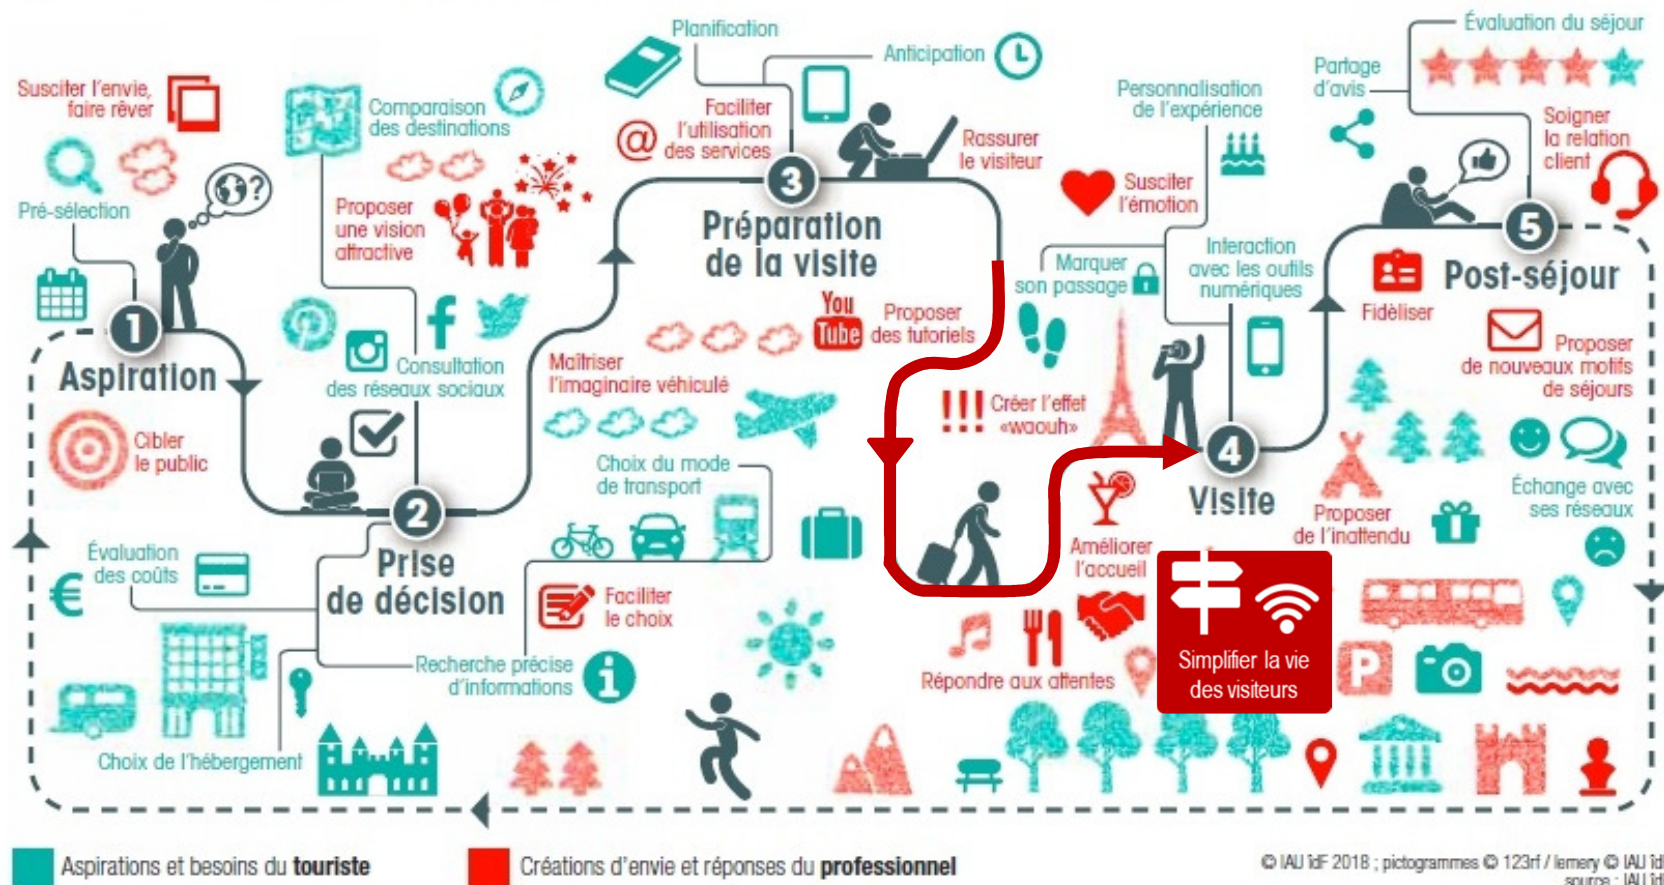 Susciter l'envie,
faire rêver
Pré-sélection
1
Aspiration
Cibler
le public
Comparaison
des destinations
Proposer
une vision
attractive
f
Consultation
des réseaux sociaux
2
Prise
de décision
Évaluation
des coûts
€
Choix de l'hébergement
Recherche précise
d'informations
i
Faciliter
le choix
Choix du mode
de transport
Maîtriser
l'imaginaire véhiculé
Planification
Anticipation
@
Faciliter
l'utilisation
des services
Rassurer
le visiteur
3
Préparation
de la visite
You
Tube
Proposer
des tutoriels
!!! Créer l'effet
«waouh»
Marquer
son passage
Susciter
l'émotion
Personnalisation
de l'expérience
Interaction
avec les outils
numériques
4
Visite
Améliorer
l'accueil
Répondre aux attentes
Simplifier la vie
des visiteurs
P
Proposer
de l'inattendu
Partage
d'avis
Évaluation du séjour
Soigner
la relation
client
5
Post-séjour
Fidèliser
Proposer
de nouveaux motifs
de séjours
Échange avec
ses réseaux
?
Aspirations et besoins du touriste
Créations d'envie et réponses du professionnel
© IAU îdF 2018 ; pictogrammes © 123rf / lemery © IAU îd
source : IAU îd